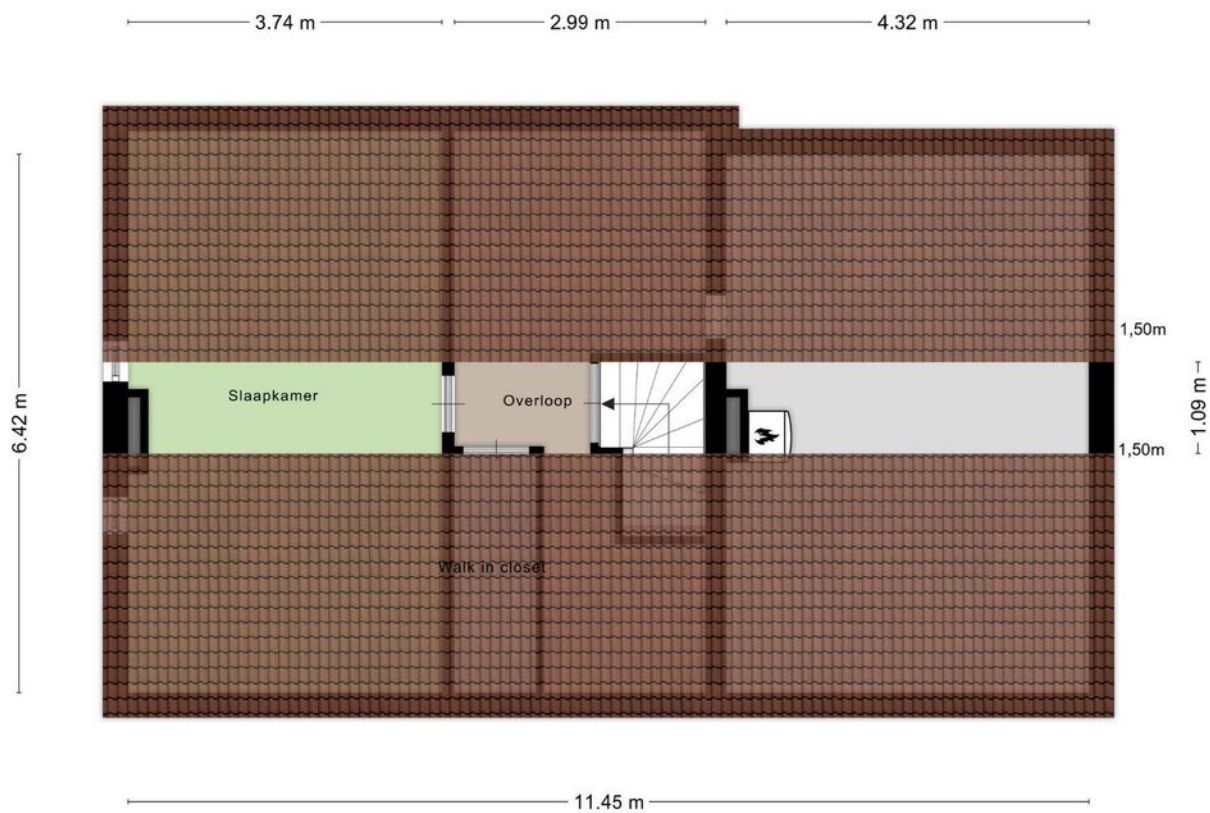 3.74 m
2.99 m
4.32 m
1,50m
Slaapkamer
Overloop
6.42 m
1.09 m
1,50m
Walk in closet
11.45 m